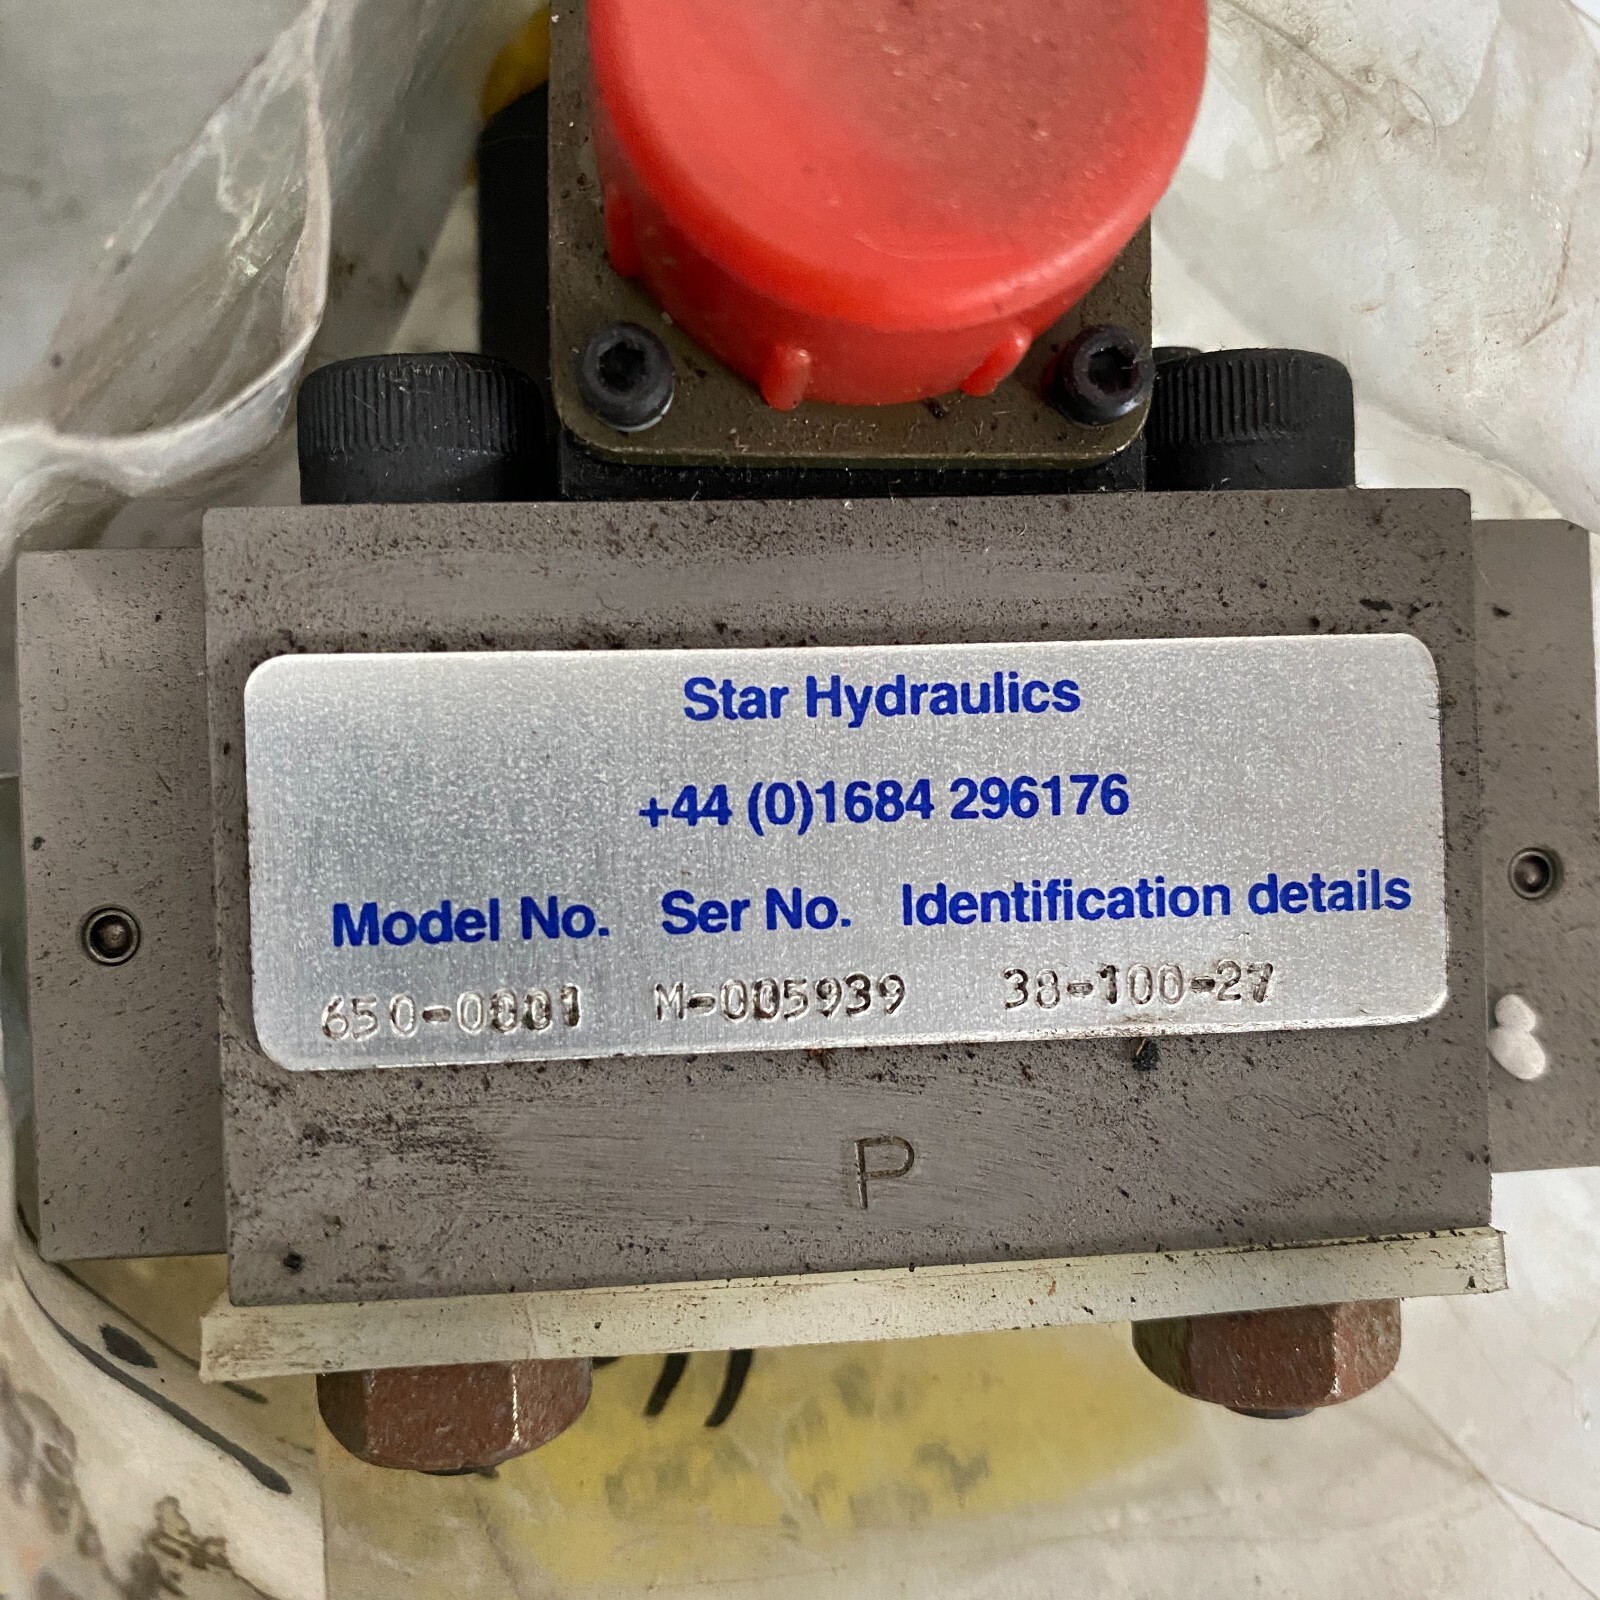 Star Hydraulics
+44 (0)1684 296176
Model No. Ser No. Identification details
650-0001 M-005939 38-100-27
P